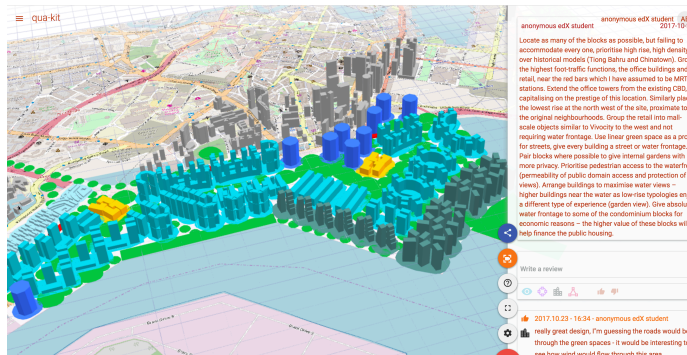 qua-kit
anonymous edX student
anonymous edX student
2017-10-
Locate as many of the blocks as possible, but failing to
accommodate every one, prioritise high rise, high density
over historical models (Tiong Bahru and Chinatown).
the highest foot-traffic functions, the office buildings and
retail, near the red bars which I have assumed to be MRT
stations. Extend the office towers from the existing CBD,
capitalising on the prestige of this location. Similarly
the lowest rise at the north west of the site, proximate to
the original neighbourhoods. Group the retail into mall-
scale objects similar to Vivocity to the west and not
requiring water frontage. Use linear green space as a
for streets, give every building a street or water frontage.
Pair blocks where possible to give internal gardens with
more privacy. Prioritise pedestrian access to the
(permeability of public domain access and protection of
views). Arrange buildings to maximise water views –
higher buildings near the water as low-rise typologies
a different type of experience (garden view). Give
water frontage to some of the condominium blocks for
economic reasons – the higher value of these blocks
help finance the public housing.
Write a review
2017.10.23 - 16:34 - anonymous edX student
really great design, I'm guessing the roads would be
through the green spaces - it would be interesting to
see how wind would flow through this area